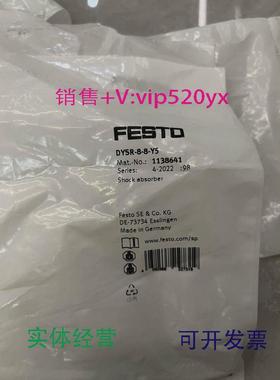 销售+V:vip520yx
FESTO
DYSR-8-8-Y5
Mat.-No.: 1138641
Series: 4-2022 :9R
Shock absorber
Festo SE & Co. KG
DE-73734 Esslingen
Made in Germany
www.festo.com/sp
实体经营
可开发票